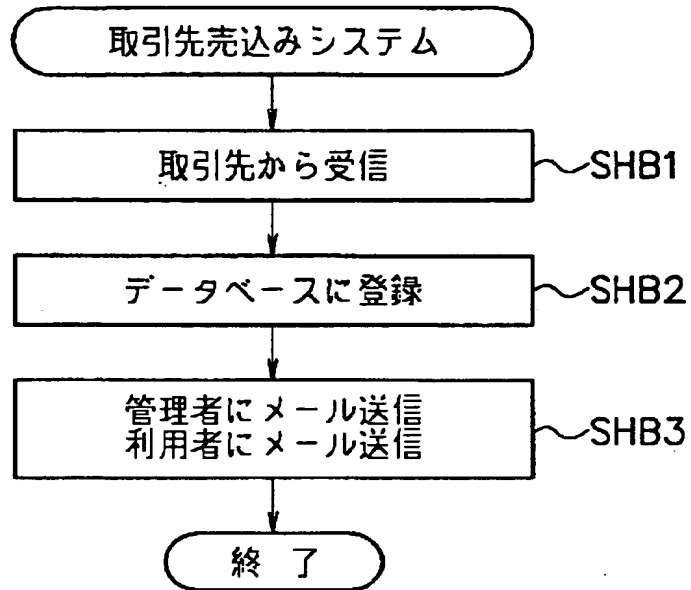 取引先売込みシステム
取引先から受信
SHB1
データベースに登録
SHB2
管理者にメール送信
利用者にメール送信
SHB3
終了